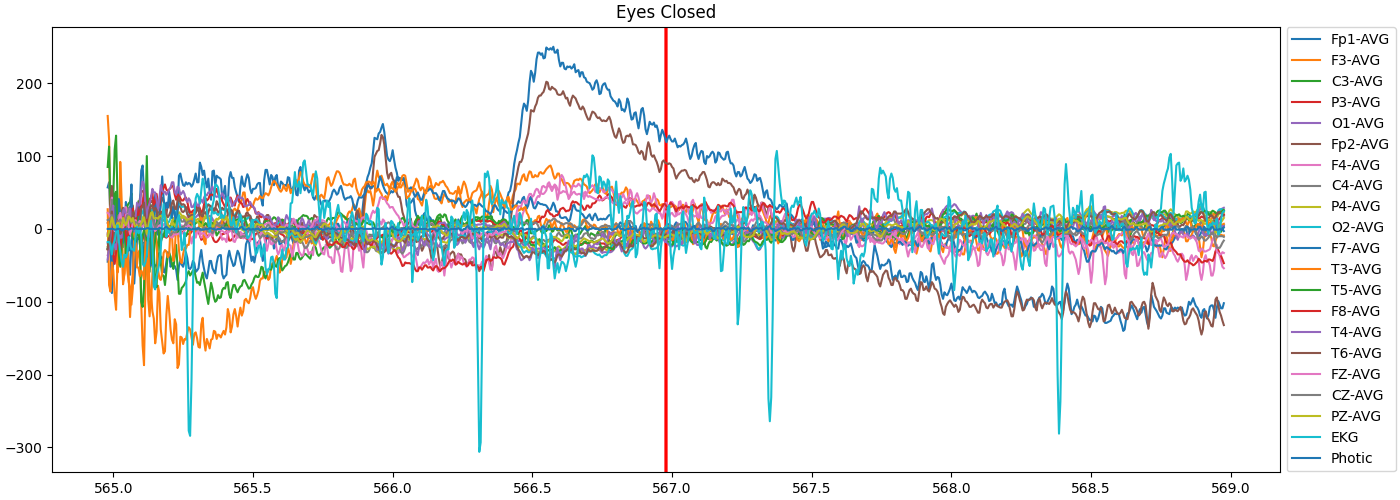 Eyes Closed
200
100
0
−100
−200
−300
565.0 565.5 566.0 566.5 567.0 567.5 568.0 568.5 569.0
Fp1-AVG
F3-AVG
C3-AVG
P3-AVG
O1-AVG
Fp2-AVG
F4-AVG
C4-AVG
P4-AVG
O2-AVG
F7-AVG
T3-AVG
T5-AVG
F8-AVG
T4-AVG
T6-AVG
FZ-AVG
CZ-AVG
PZ-AVG
EKG
Photic